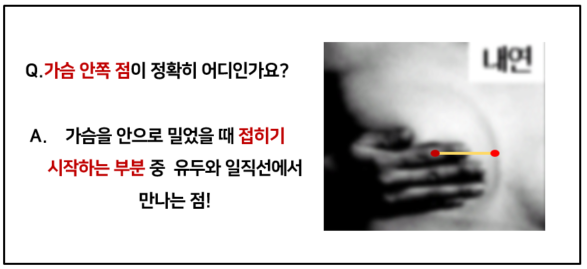 Q.가슴 안쪽 점이 정확히 어디인가요?
내연
A. 가슴을 안으로 밀었을 때 접히기
시작하는 부분 중 유두와 일직선에서
만나는 점!